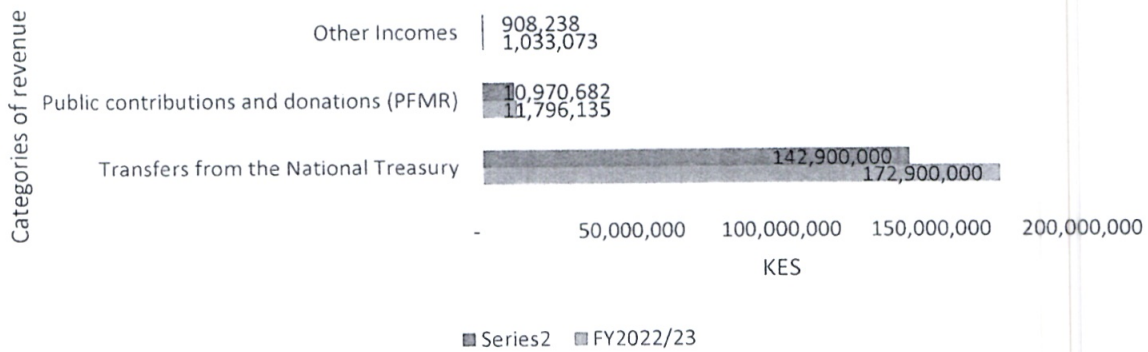 Categories of revenue
Other Incomes
908,238
1,033,073
Public contributions and donations (PFMR)
10,970,682
11,796,135
Transfers from the National Treasury
142,900,000
172,900,000
- 50,000,000 100,000,000 150,000,000 200,000,000
KES
Series2 FY2022/23